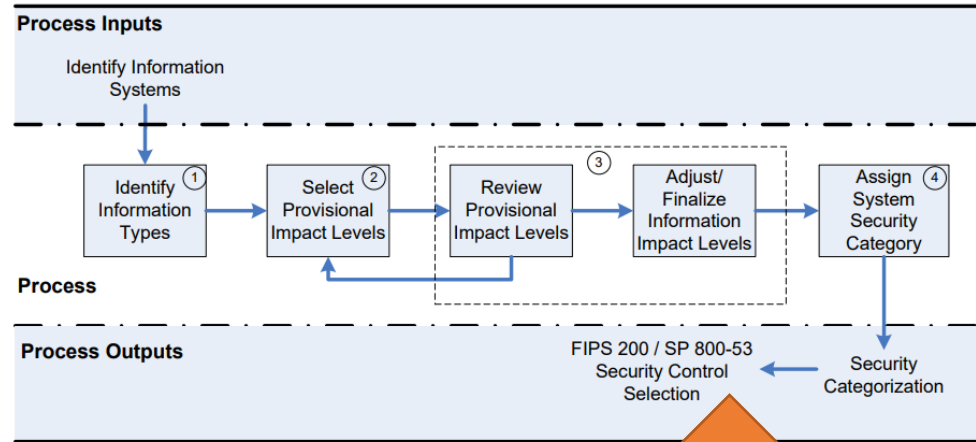 Process Inputs
Identify Information
Systems
1
Identify
Information
Types
2
Select
Provisional
Impact Levels
3
Review
Provisional
Impact Levels
Adjust/
Finalize
Information
Impact Levels
4
Assign
System
Security
Category
Process
Process Outputs
FIPS 200 / SP 800-53
Security Control
Selection
Security
Categorization